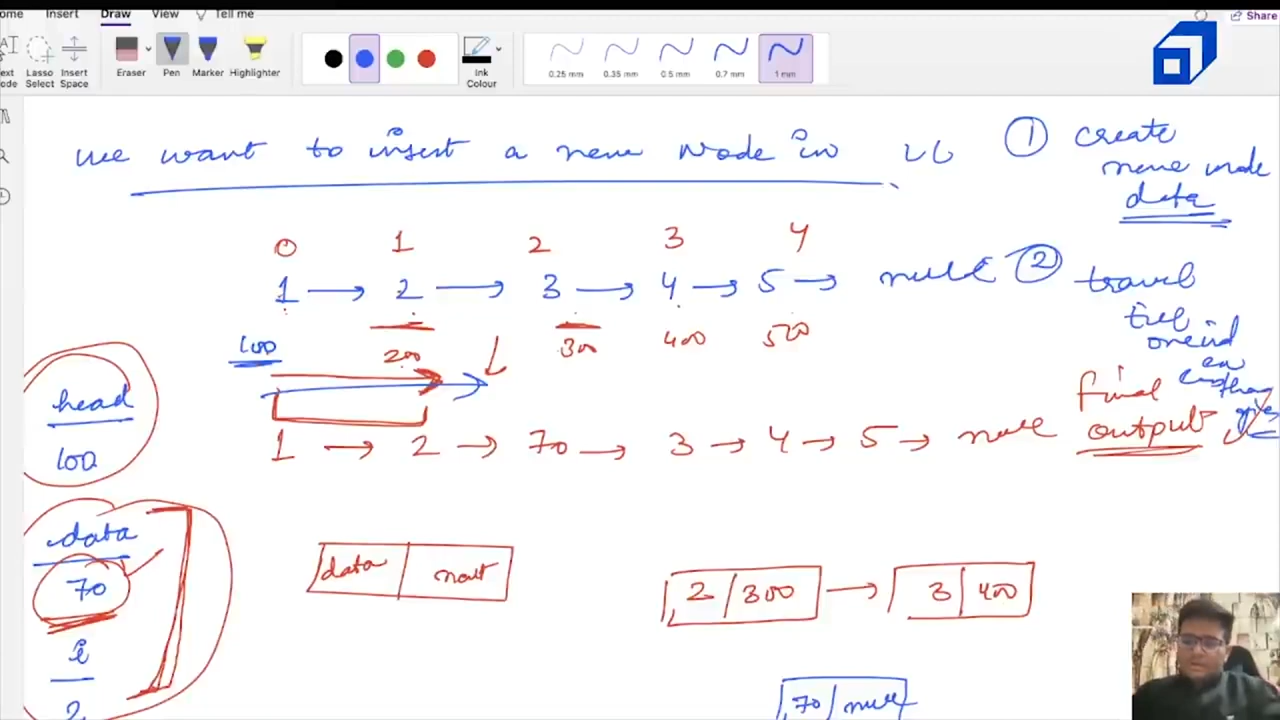 Insert Draw View Tell me Share
Eraser Pen Marker Highlighter
Lasso Select
Insert Space
Ink Colour
0.25 mm 0.35 mm 0.5 mm 0.7 mm 1 mm
we want to insert a new Node in LL
① create
new node
data
0 1 2 3 4
1 → 2 → 3 → 4 → 5 → null
② travel
till
one ind
100 200 300 400 500
head
100
1 → 2 → 70 → 3 → 4 → 5 → null
final
output
data
70
i
2
data next
2 300 → 3 400
70 null